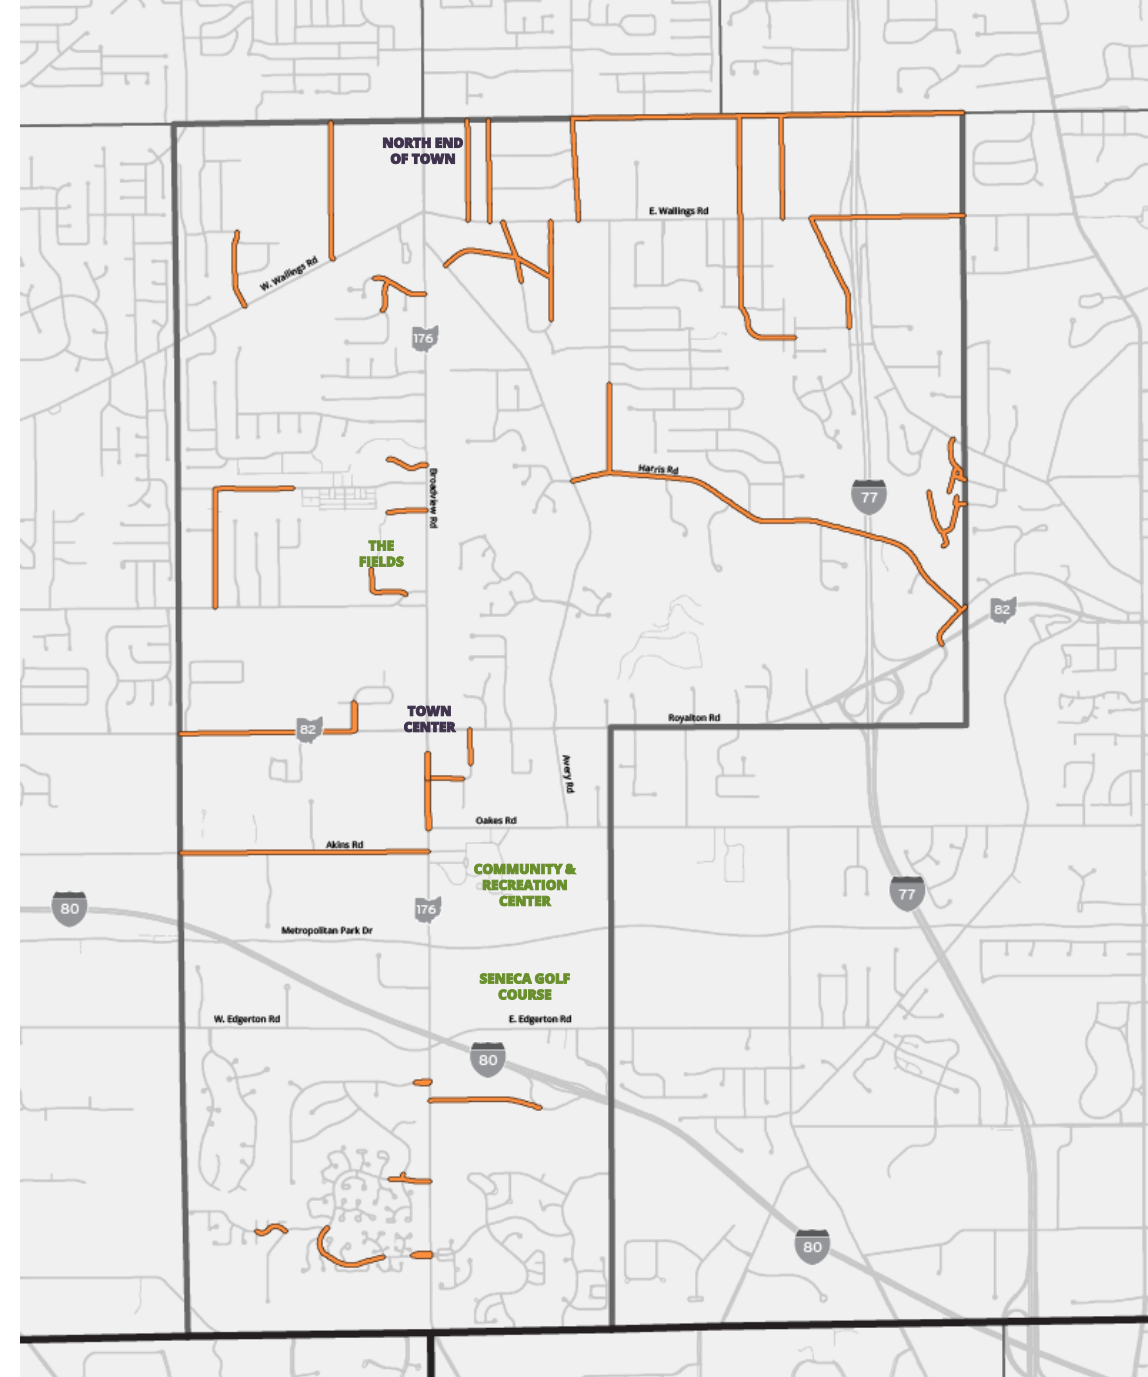 NORTH END
OF TOWN
E. Wallings Rd
W. Wallings Rd
176
Harris Rd
Broadview Rd
77
THE
FIELDS
82
TOWN
CENTER
Royalton Rd
82
Avery Rd
Oakes Rd
Akins Rd
COMMUNITY &
RECREATION
CENTER
77
80
176
Metropolitan Park Dr
SENECA GOLF
COURSE
W. Edgerton Rd
E. Edgerton Rd
80
80